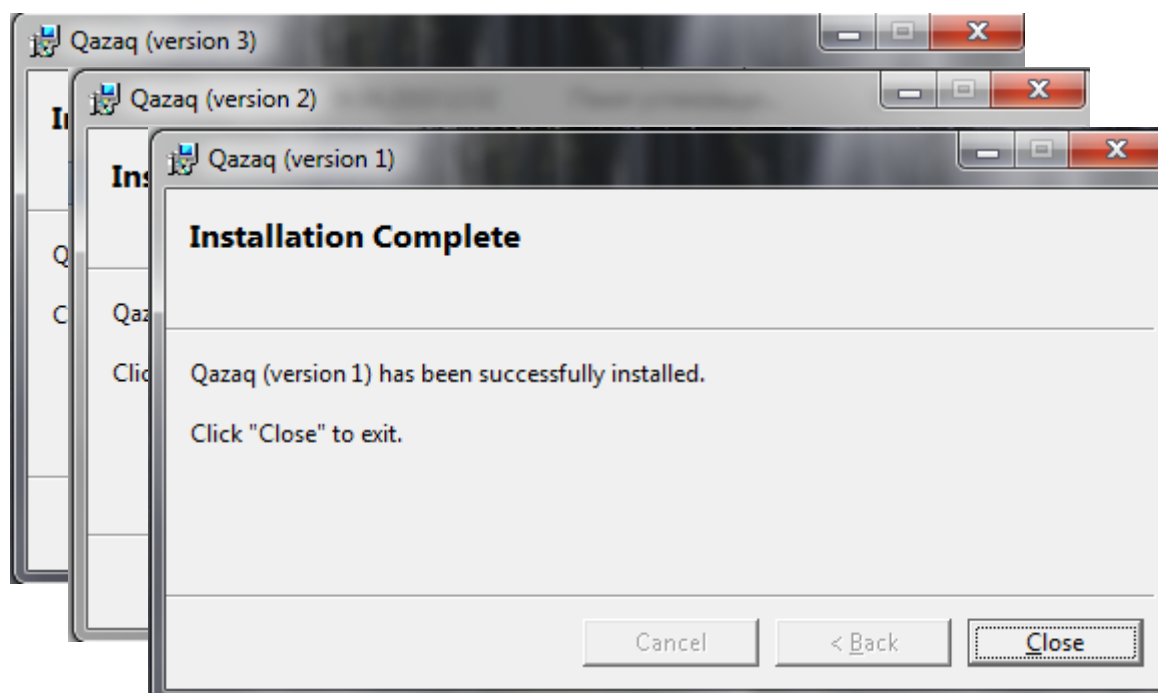 Qazaq (version 3)
Qazaq (version 2)
Qazaq (version 1)
Installation Complete
Qazaq (version 1) has been successfully installed.
Click "Close" to exit.
Cancel
< Back
Close